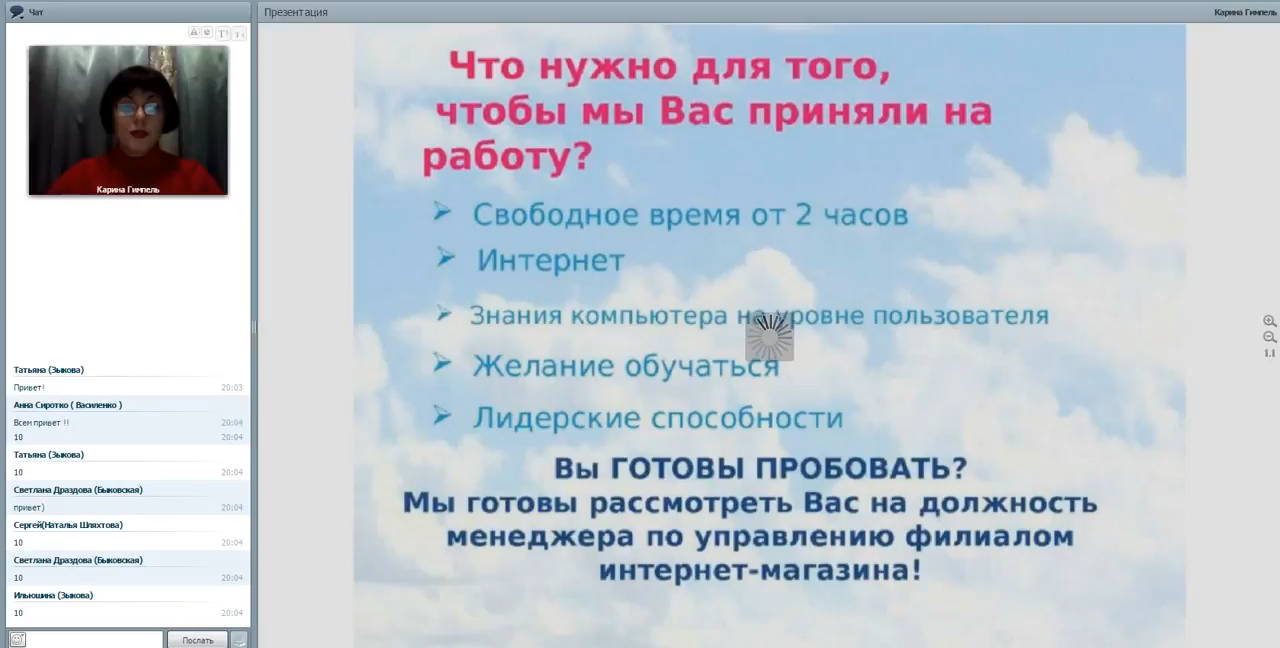 Чат
Презентация
Карина Гимпель
Карина Гимпель
Что нужно для того,
чтобы мы Вас приняли на
работу?
Свободное время от 2 часов
Интернет
Знания компьютера на уровне пользователя
Желание обучаться
Лидерские способности
Вы ГОТОВЫ ПРОБОВАТЬ?
Мы готовы рассмотреть Вас на должность
менеджера по управлению филиалом
интернет-магазина!
1.1
Татьяна (Зыкова)
Привет! 20:03
Анна Сиротко ( Василенко )
Всем привет !! 20:04
10 20:04
Татьяна (Зыкова)
10 20:04
Светлана Драздова (Быковская)
привет) 20:04
Сергей(Наталья Шляхтова)
10 20:04
Светлана Драздова (Быковская)
10 20:04
Ильюшина (Зыкова)
10 20:04
Послать